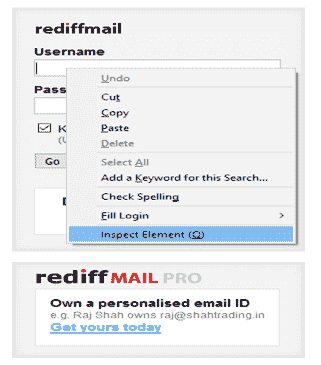 rediffmail
Username
Pass
Undo
Cut
Copy
Paste
Delete
Select All
Add a Keyword for this Search...
Check Spelling
Fill Login >
Inspect Element (Q)
K
(U
Go
rediff MAIL PRO
Own a personalised email ID
e.g. Raj Shah owns raj@shahtrading.in
Get yours today